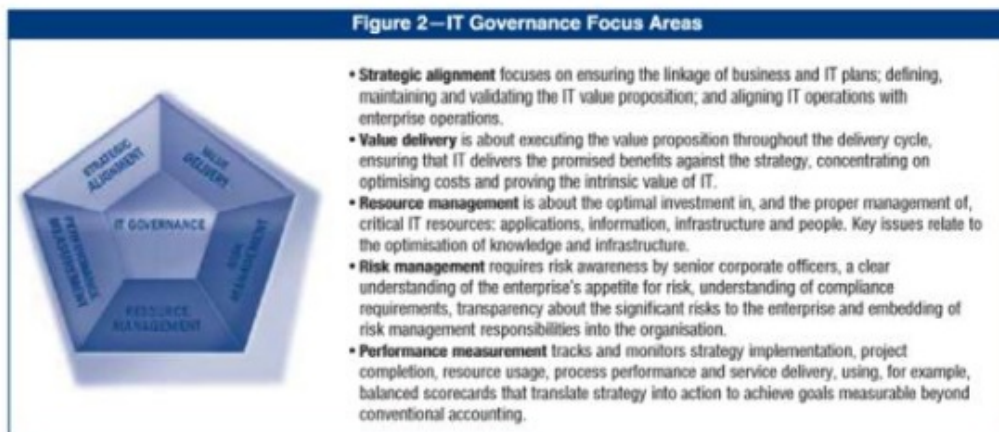 Figure 2—IT Governance Focus Areas
STRATEGIC
ALIGNMENT
VALUE
DELIVERY
IT GOVERNANCE
PERFORMANCE
MEASUREMENT
RISK
MANAGEMENT
RESOURCE
MANAGEMENT
• Strategic alignment focuses on ensuring the linkage of business and IT plans; defining,
maintaining and validating the IT value proposition; and aligning IT operations with
enterprise operations.
• Value delivery is about executing the value proposition throughout the delivery cycle,
ensuring that IT delivers the promised benefits against the strategy, concentrating on
optimising costs and proving the intrinsic value of IT.
• Resource management is about the optimal investment in, and the proper management of,
critical IT resources: applications, information, infrastructure and people. Key issues relate to
the optimisation of knowledge and infrastructure.
• Risk management requires risk awareness by senior corporate officers, a clear
understanding of the enterprise's appetite for risk, understanding of compliance
requirements, transparency about the significant risks to the enterprise and embedding of
risk management responsibilities into the organisation.
• Performance measurement tracks and monitors strategy implementation, project
completion, resource usage, process performance and service delivery, using, for example,
balanced scorecards that translate strategy into action to achieve goals measurable beyond
conventional accounting.